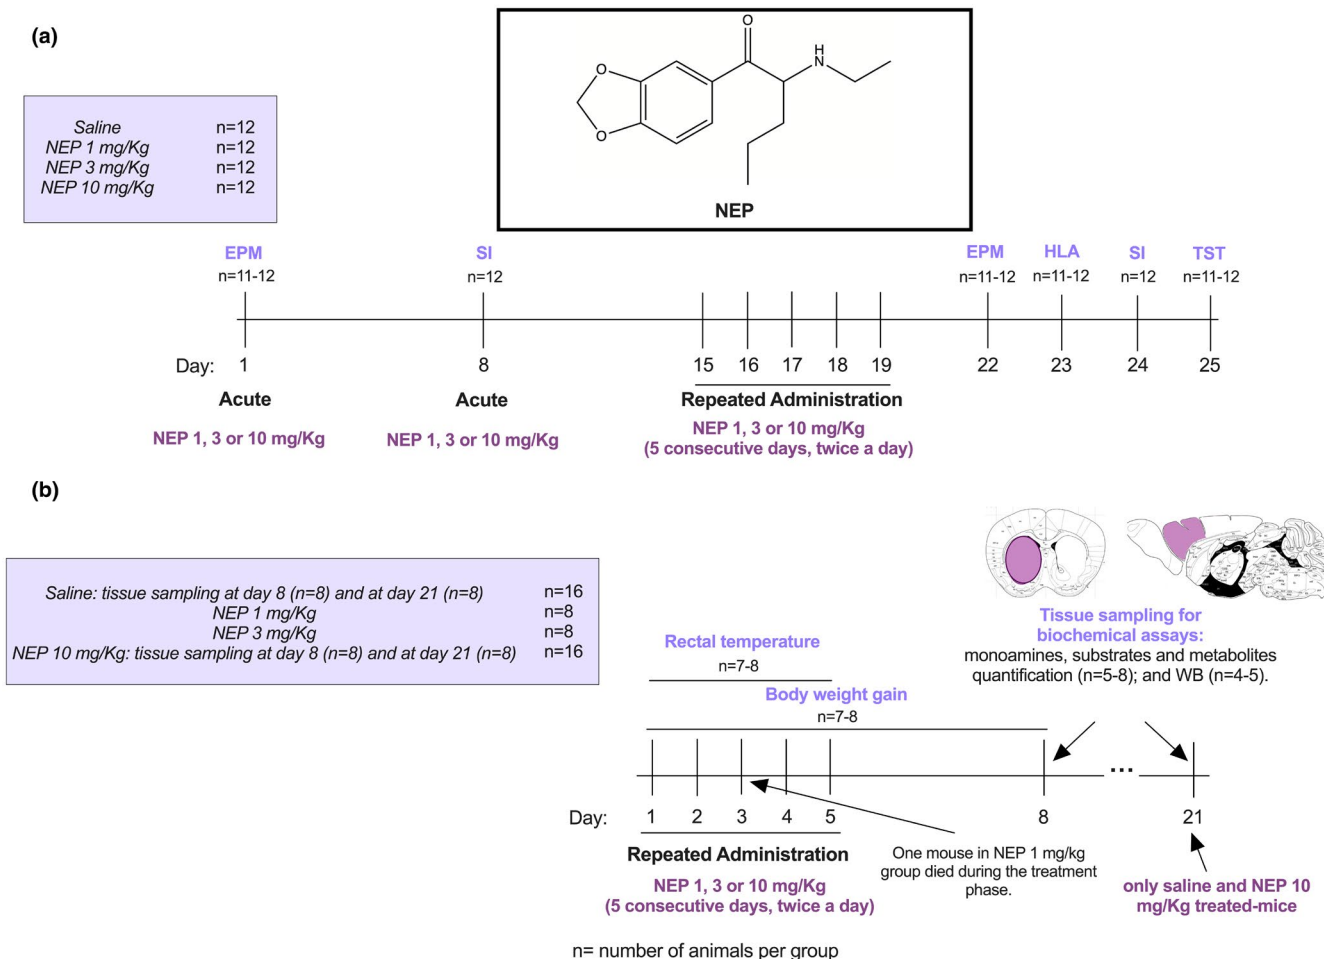 (a)
O
H
N
O
O
NEP
Saline n=12
NEP 1 mg/Kg n=12
NEP 3 mg/Kg n=12
NEP 10 mg/Kg n=12
EPM
n=11-12
SI
n=12
EPM
n=11-12
HLA
n=11-12
SI
n=12
TST
n=11-12
Day: 1 8 15 16 17 18 19 22 23 24 25
Acute
NEP 1, 3 or 10 mg/Kg
Acute
NEP 1, 3 or 10 mg/Kg
Repeated Administration
NEP 1, 3 or 10 mg/Kg
(5 consecutive days, twice a day)
(b)
Saline: tissue sampling at day 8 (n=8) and at day 21 (n=8) n=16
NEP 1 mg/Kg n=8
NEP 3 mg/Kg n=8
NEP 10 mg/Kg: tissue sampling at day 8 (n=8) and at day 21 (n=8) n=16
Tissue sampling for
biochemical assays:
monoamines, substrates and metabolites
quantification (n=5-8); and WB (n=4-5).
Rectal temperature
n=7-8
Body weight gain
n=7-8
...
Day: 1 2 3 4 5 8 21
Repeated Administration
NEP 1, 3 or 10 mg/Kg
(5 consecutive days, twice a day)
One mouse in NEP 1 mg/kg
group died during the treatment
phase.
only saline and NEP 10
mg/Kg treated-mice
n= number of animals per group